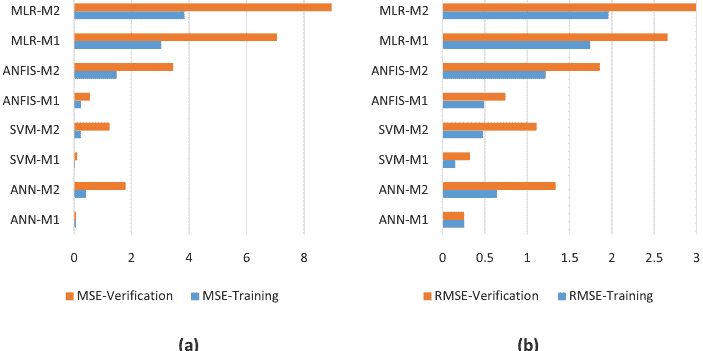 MLR-M2
MLR-M1
ANFIS-M2
ANFIS-M1
SVM-M2
SVM-M1
ANN-M2
ANN-M1
0 2 4 6 8
MSE-Verification MSE-Training
(a)
MLR-M2
MLR-M1
ANFIS-M2
ANFIS-M1
SVM-M2
SVM-M1
ANN-M2
ANN-M1
0 0.5 1 1.5 2 2.5 3
RMSE-Verification RMSE-Training
(b)